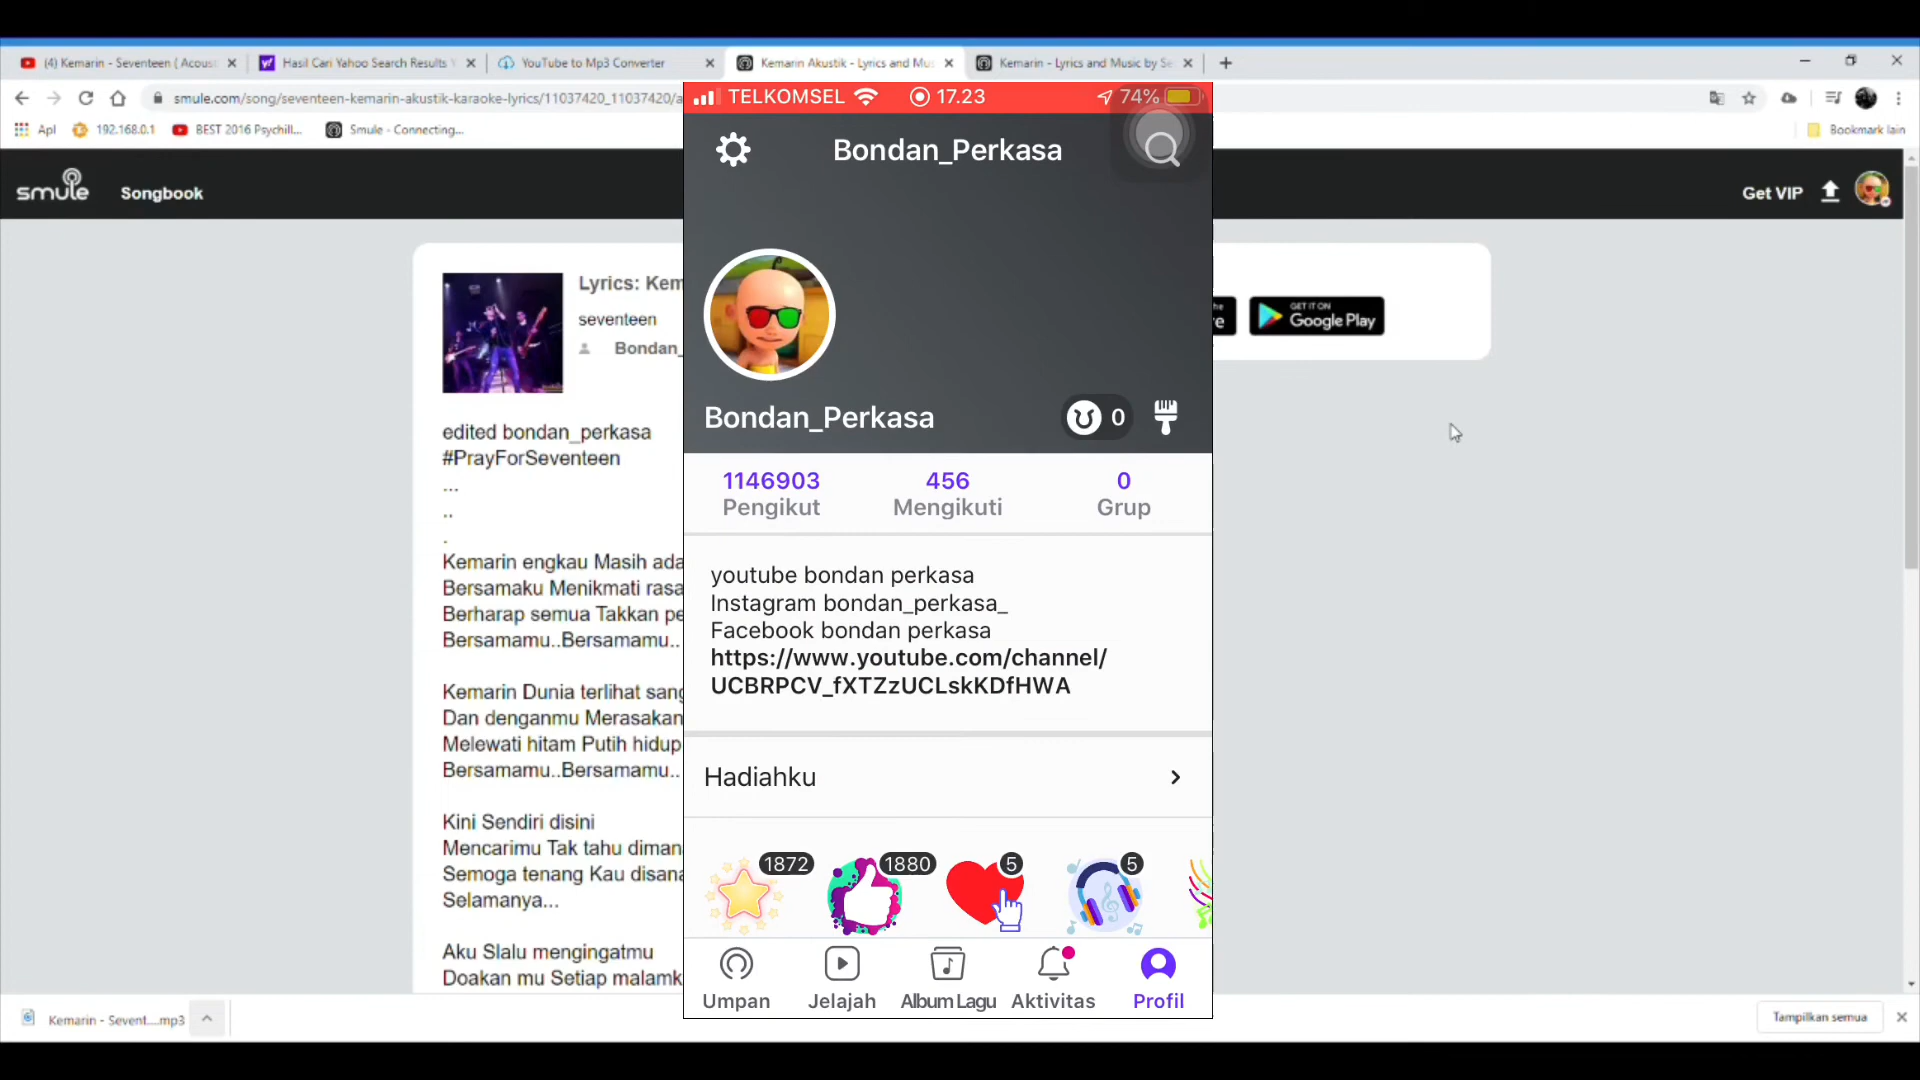 (4) Kemarin - Seventeen ( Acoust
Hasil Cari Yahoo Search Results
YouTube to Mp3 Converter
Kemarin Akustik - Lyrics and Mu
Kemarin - Lyrics and Music by Se
smule.com/song/seventeen-kemarin-akustik-karaoke-lyrics/11037420_11037420/a
Apl
192.168.0.1
BEST 2016 Psychill...
Smule - Connecting...
Bookmark lain
smule
Songbook
Get VIP
Lyrics: Kem
seventeen
Bondan_
GET IT ON
Google Play
edited bondan_perkasa
#PrayForSeventeen
...
..
.
Kemarin engkau Masih ada
Bersamaku Menikmati rasa
Berharap semua Takkan pe
Bersamamu..Bersamamu..
Kemarin Dunia terlihat sang
Dan denganmu Merasakan
Melewati hitam Putih hidup
Bersamamu..Bersamamu..
Kini Sendiri disini
Mencarimu Tak tahu diman
Semoga tenang Kau disana
Selamanya...
Aku Slalu mengingatmu
Doakan mu Setiap malamk
TELKOMSEL 17.23 74%
Bondan_Perkasa
Bondan_Perkasa
0
1146903 456 0
Pengikut Mengikuti Grup
youtube bondan perkasa
Instagram bondan_perkasa_
Facebook bondan perkasa
https://www.youtube.com/channel/
UCBRPCV_fXTZzUCLskKDfHWA
Hadiahku
1872 1880 5 5
Umpan Jelajah Album Lagu Aktivitas Profil
Kemarin - Sevent....mp3
Tampilkan semua